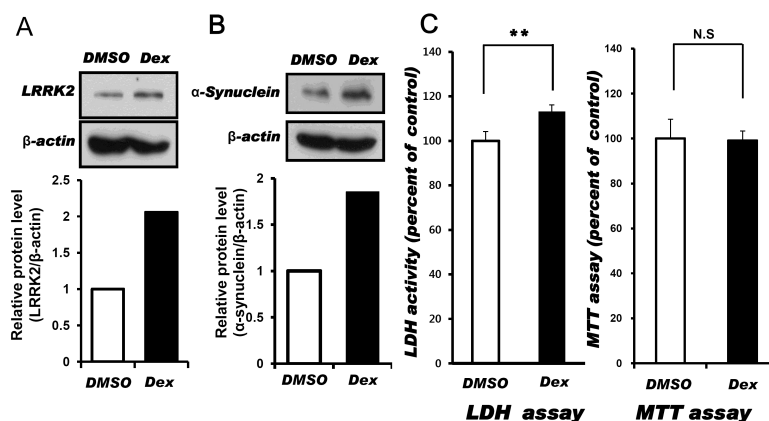 A
DMSO Dex
LRRK2
β-actin
Relative protein level
(LRRK2/β-actin)
2.5
2
1.5
1
0.5
0
DMSO Dex
B
DMSO Dex
α-Synuclein
β-actin
Relative protein level
(α-synuclein/β-actin)
2
1.5
1
0.5
0
DMSO Dex
C
LDH activity (percent of control)
140
120
100
80
60
40
20
0
**
DMSO Dex
LDH assay
MTT assay (percent of control)
140
120
100
80
60
40
20
0
N.S
DMSO Dex
MTT assay